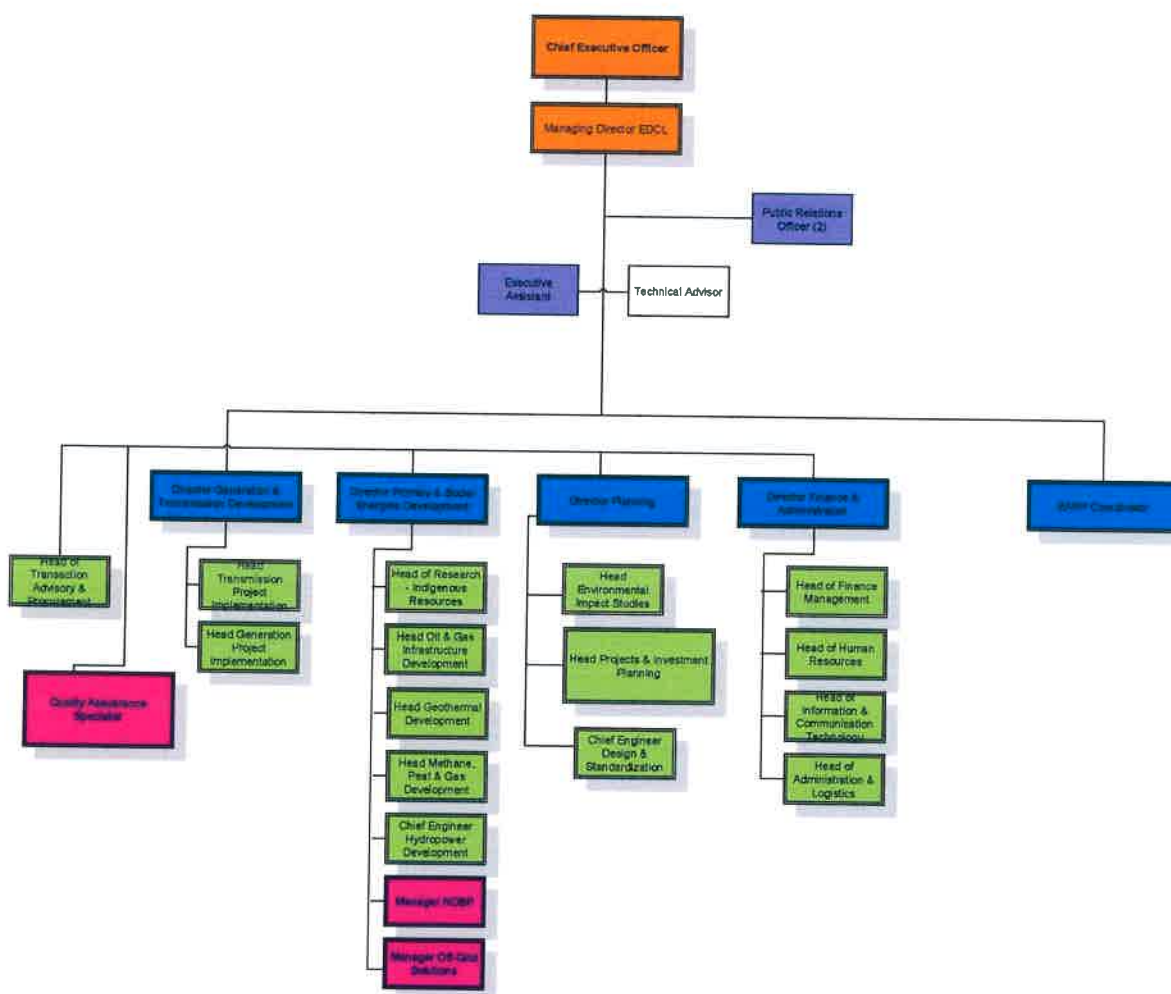 Chief Executive Officer
Managing Director EDCL
Public Relations
Officer (2)
Executive
Assistant
Technical Advisor
Director Generation &
Transmission Development
Director Primary & Social
Energies Development
Director Planning
Director Finance &
Administration
Coordinator
Head of
Transaction
Advisory &
Procurement
Head
Transmission
Project
Implementation
Head Generation
Project
Implementation
Quality Assurance
Specialist
Head of Research
- Indigenous
Resources
Head Oil & Gas
Infrastructure
Development
Head Geothermal
Development
Head Methane,
Peat & Gas
Development
Chief Engineer
Hydropower
Development
Manager
Manager Off-Grid
Solutions
Head
Environmental
Impact Studies
Head Projects & Investment
Planning
Chief Engineer
Design &
Standardization
Head of Finance
Management
Head of Human
Resources
Head of
Information &
Communication
Technology
Head of
Administration &
Logistics